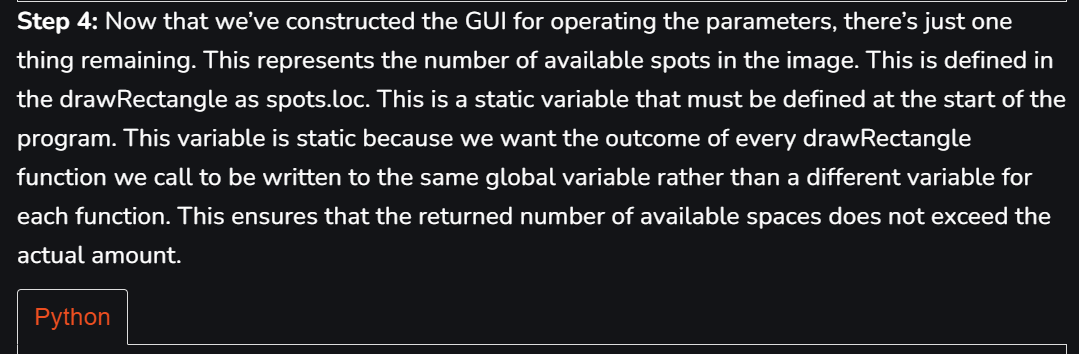 Step 4: Now that we’ve constructed the GUI for operating the parameters, there’s just one
thing remaining. This represents the number of available spots in the image. This is defined in
the drawRectangle as spots.loc. This is a static variable that must be defined at the start of the
program. This variable is static because we want the outcome of every drawRectangle
function we call to be written to the same global variable rather than a different variable for
each function. This ensures that the returned number of available spaces does not exceed the
actual amount.
Python